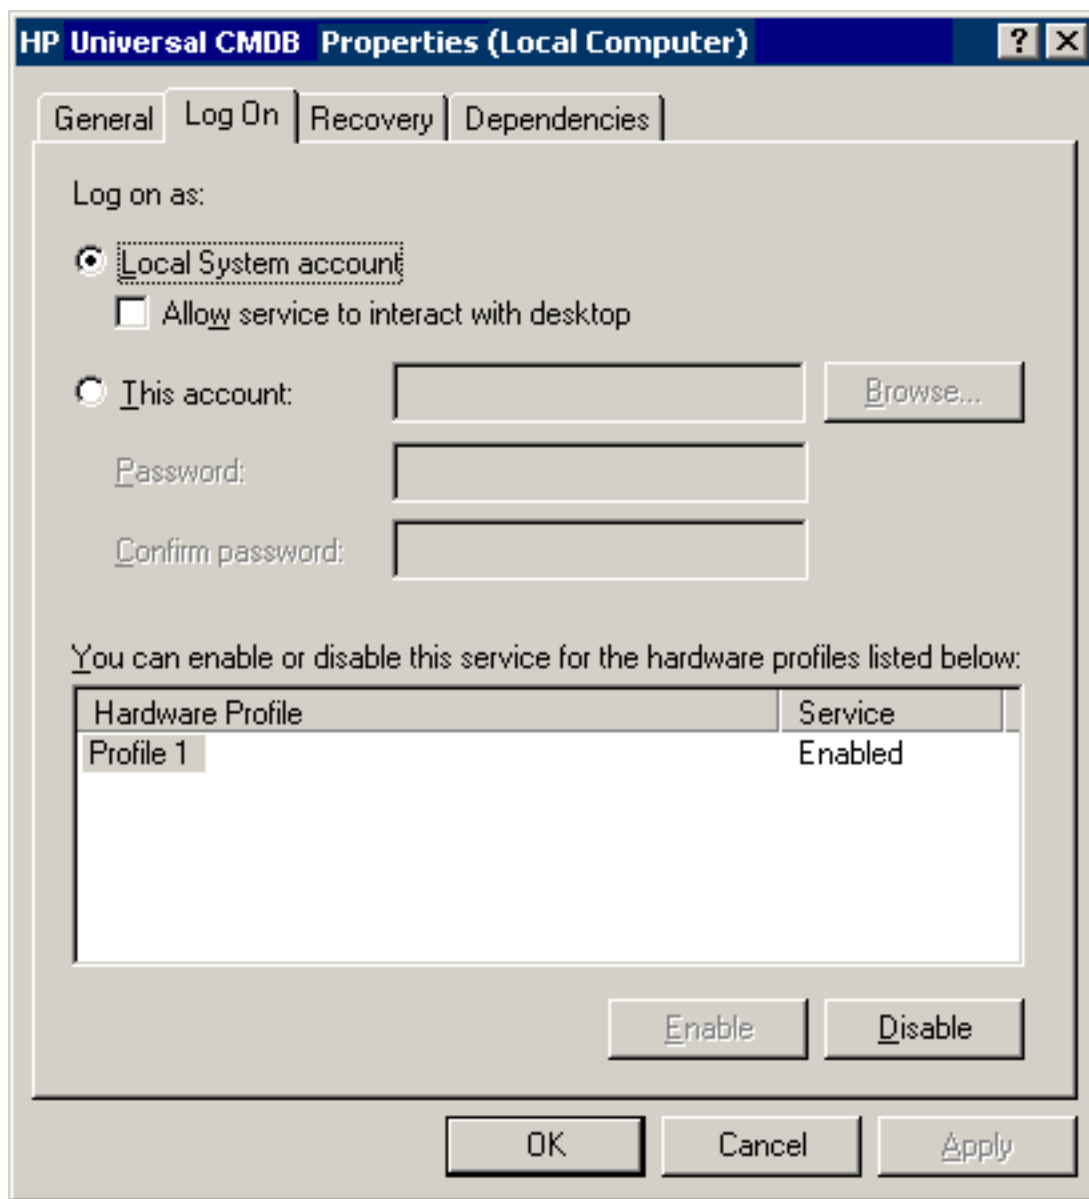 HP Universal CMDB Properties (Local Computer) ? X
General Log On Recovery Dependencies
Log on as:
Local System account
Allow service to interact with desktop
This account: Browse...
Password:
Confirm password:
You can enable or disable this service for the hardware profiles listed below:
Hardware Profile Service
Profile 1 Enabled
Enable Disable
OK Cancel Apply